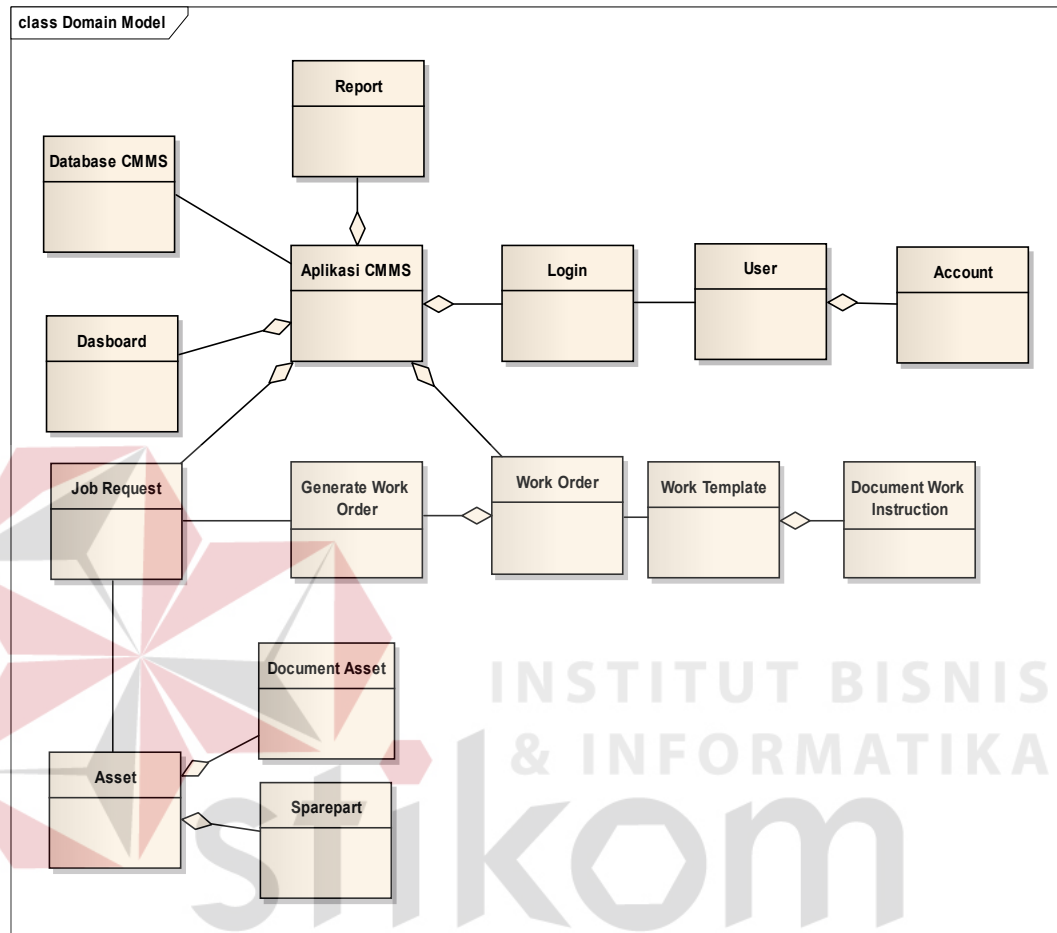 class Domain Model
Report
Database CMMS
Aplikasi CMMS
Login
User
Account
Dasboard
Job Request
Generate Work
Order
Work Order
Work Template
Document Work
Instruction
Document Asset
INSTITUT BISNIS
& INFORMATIKA
Asset
Sparepart
stikom